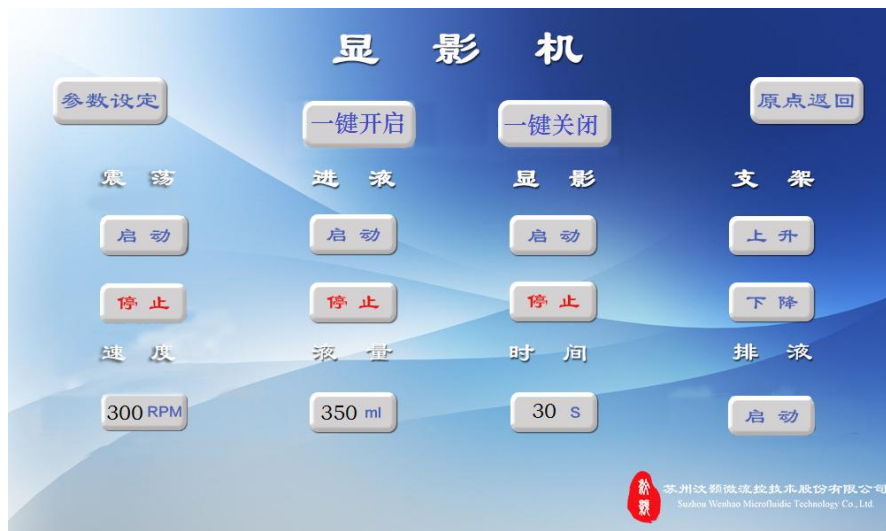 显 影 机
参数设定
一键开启
一键关闭
原点返回
震 荡
进 液
显 影
支 架
启 动
启 动
启 动
上 升
停 止
停 止
停 止
下 降
速 度
液 量
时 间
排 液
300 RPM
350 ml
30 S
启 动
汶颢
苏州汶颢微流控技术股份有限公司
Suzhou Wenhao Microfluidic Technology Co., Ltd.